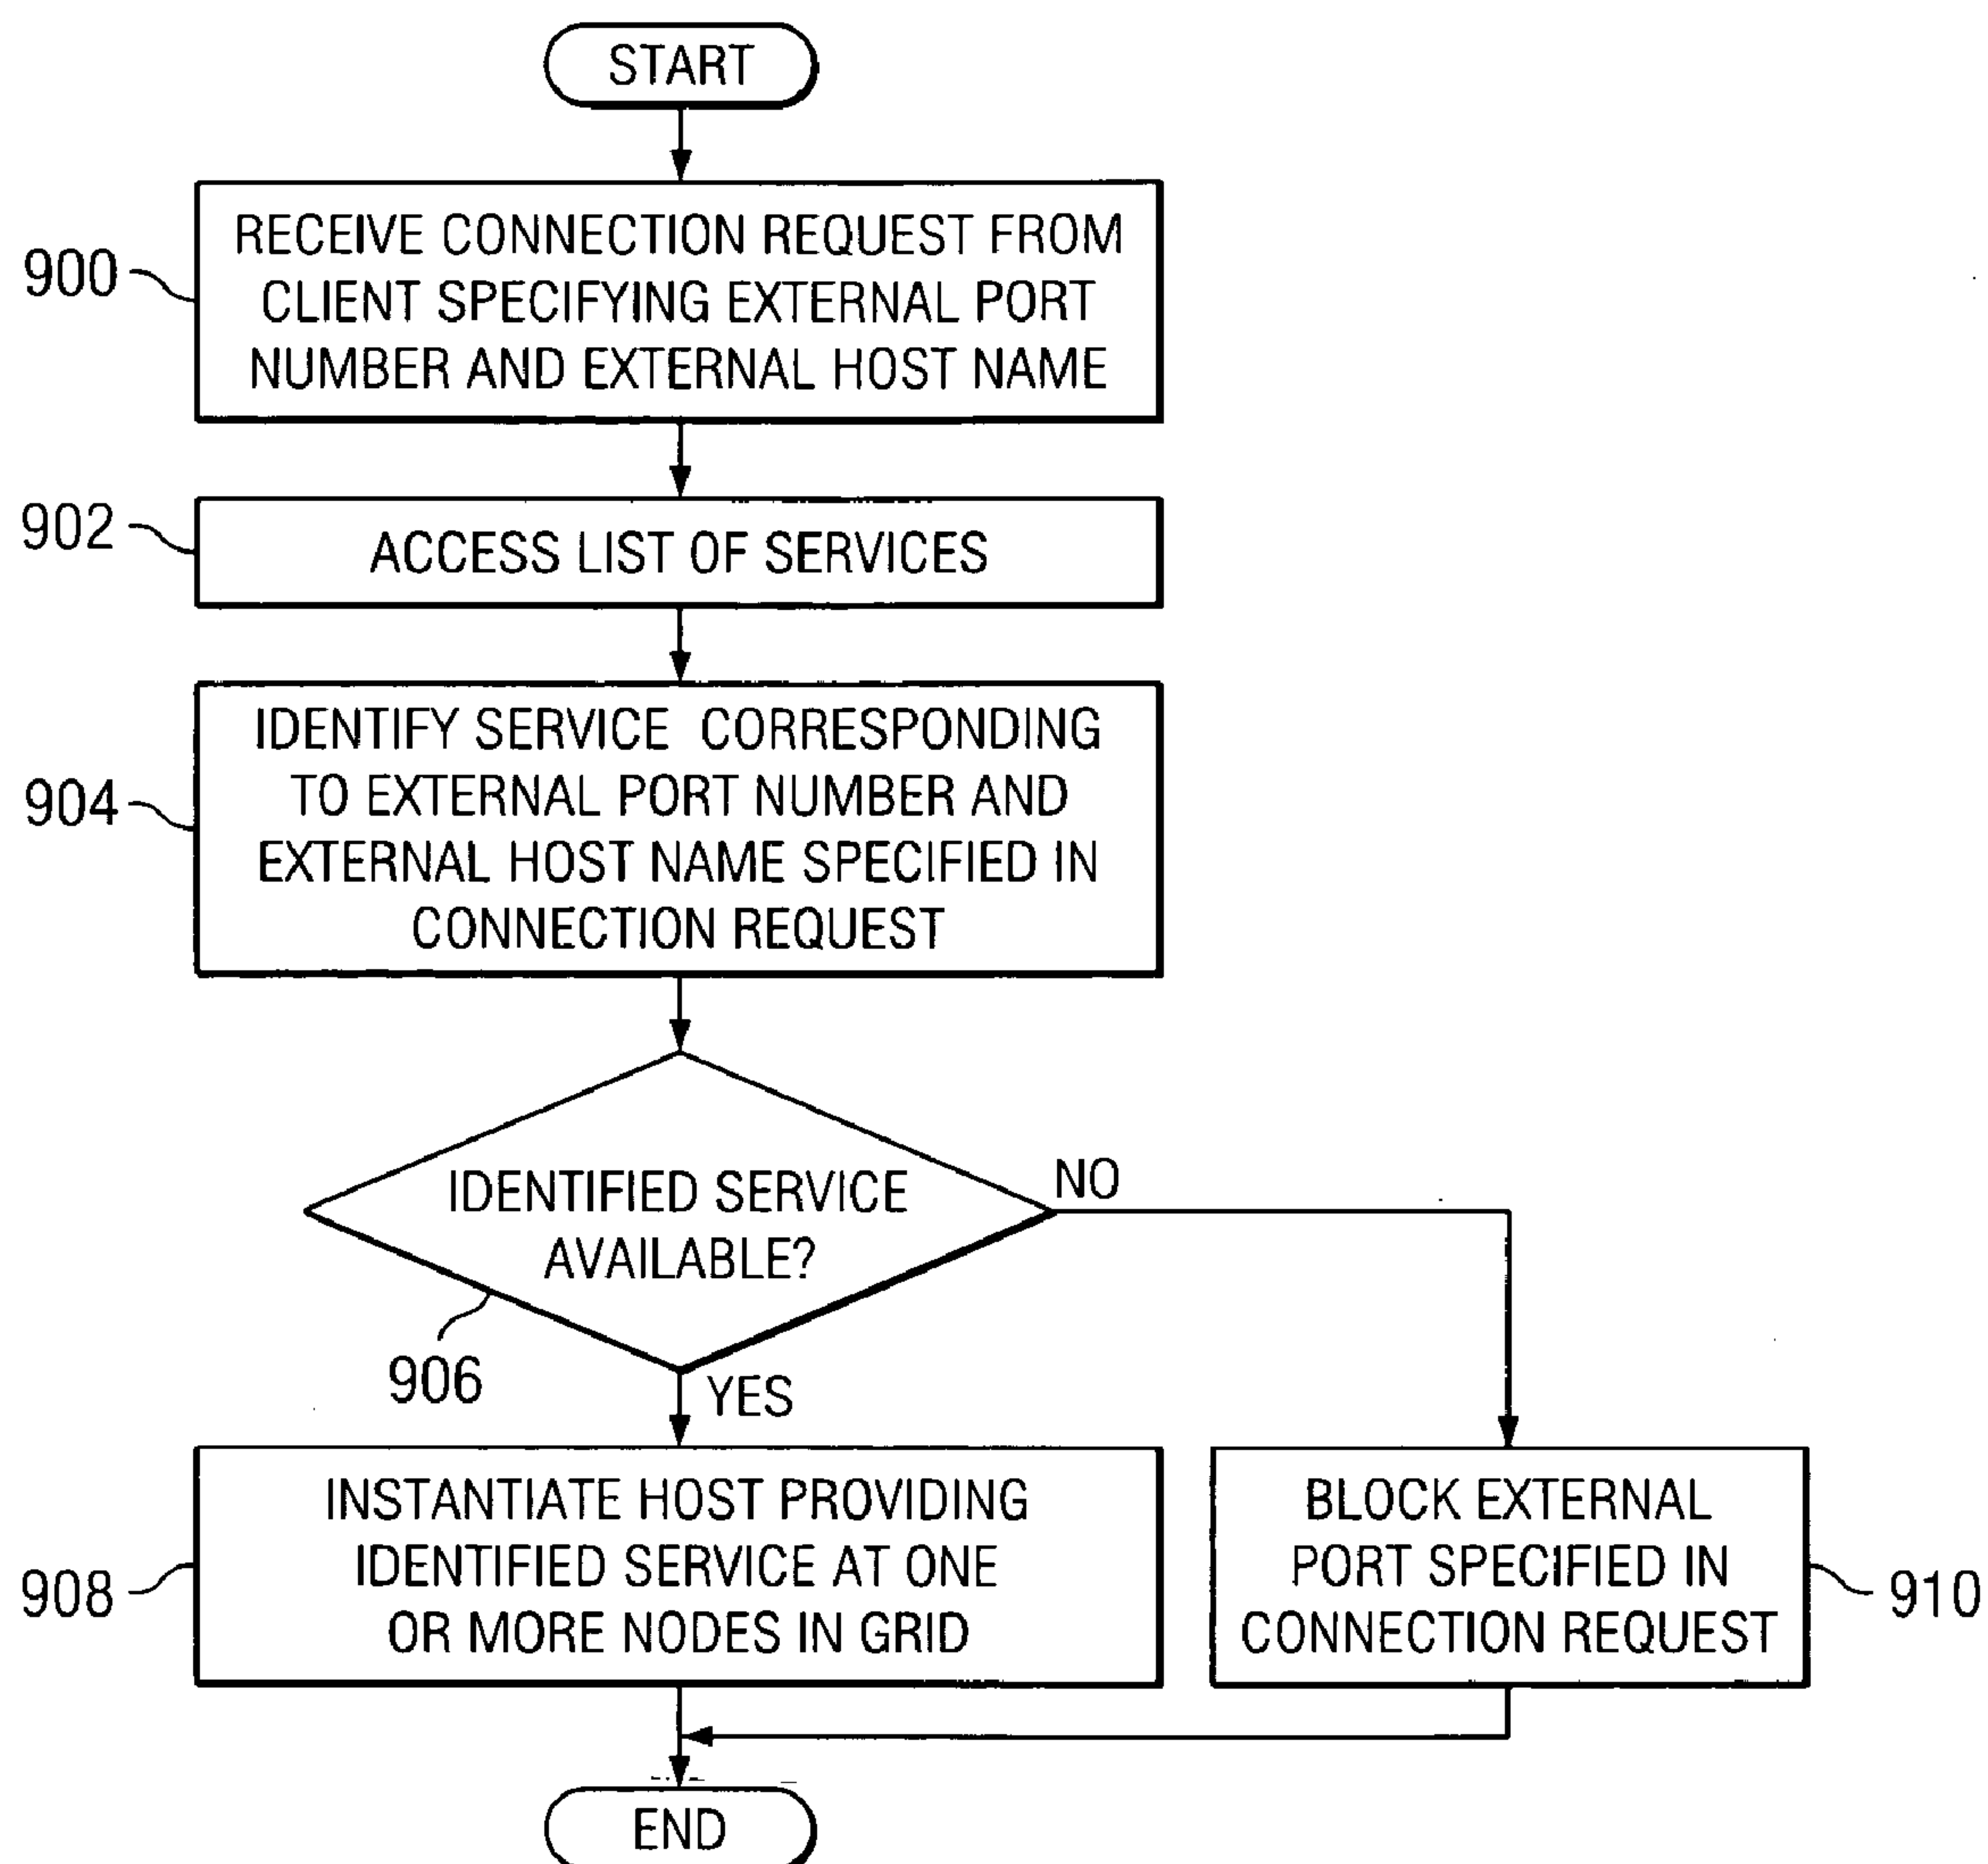 START
900
RECEIVE CONNECTION REQUEST FROM
CLIENT SPECIFYING EXTERNAL PORT
NUMBER AND EXTERNAL HOST NAME
902
ACCESS LIST OF SERVICES
904
IDENTIFY SERVICE CORRESPONDING
TO EXTERNAL PORT NUMBER AND
EXTERNAL HOST NAME SPECIFIED IN
CONNECTION REQUEST
IDENTIFIED SERVICE
AVAILABLE?
NO
906
YES
908
INSTANTIATE HOST PROVIDING
IDENTIFIED SERVICE AT ONE
OR MORE NODES IN GRID
BLOCK EXTERNAL
PORT SPECIFIED IN
CONNECTION REQUEST
910
END